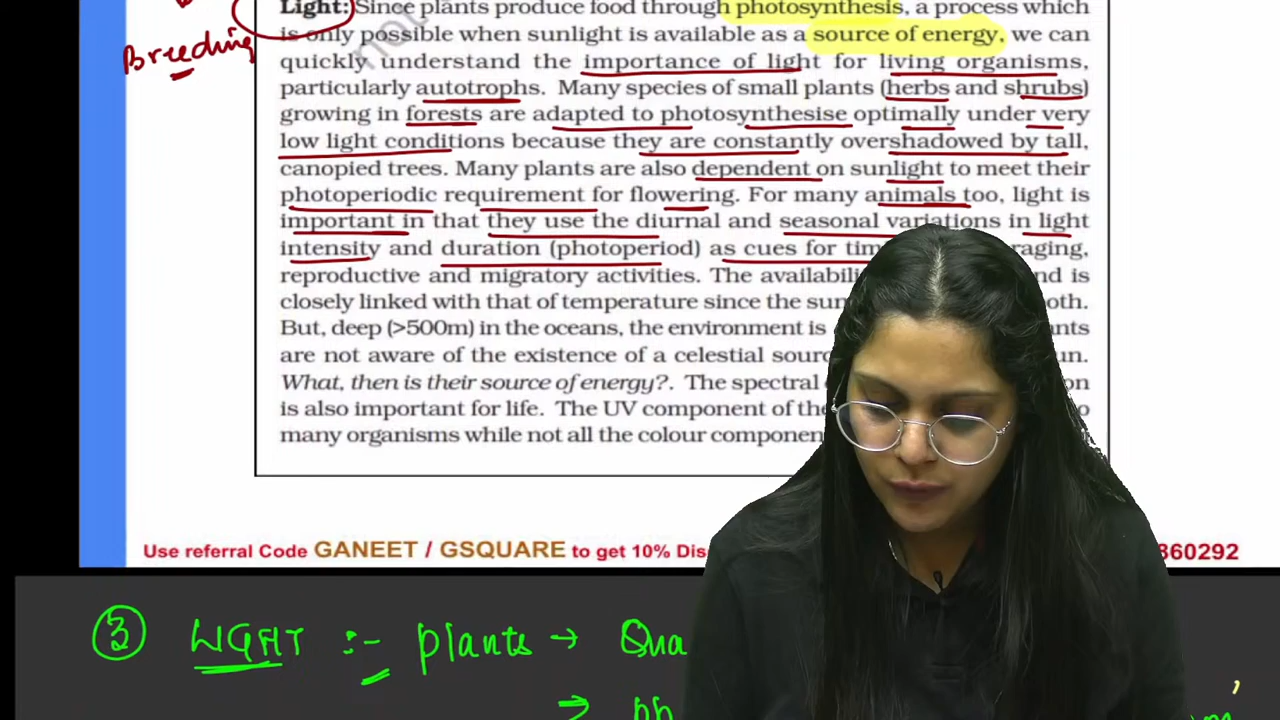 Light: Since plants produce food through photosynthesis, a process which
Breeding
is only possible when sunlight is available as a source of energy, we can
quickly understand the importance of light for living organisms,
particularly autotrophs. Many species of small plants (herbs and shrubs)
growing in forests are adapted to photosynthesise optimally under very
low light conditions because they are constantly overshadowed by tall,
canopied trees. Many plants are also dependent on sunlight to meet their
photoperiodic requirement for flowering. For many animals too, light is
important in that they use the diurnal and seasonal variations in light
intensity and duration (photoperiod) as cues for
reproductive and migratory activities. The
closely linked with that of temperature since the
But, deep (>500m) in the oceans, the environment is
are not aware of the existence of a celestial
What, then is their source of energy?. The spectral
is also important for life. The UV component of
many organisms while not all the colour
Use referral Code GANEET / GSQUARE to get 10% 360292
3 LIGHT :- plants →
→